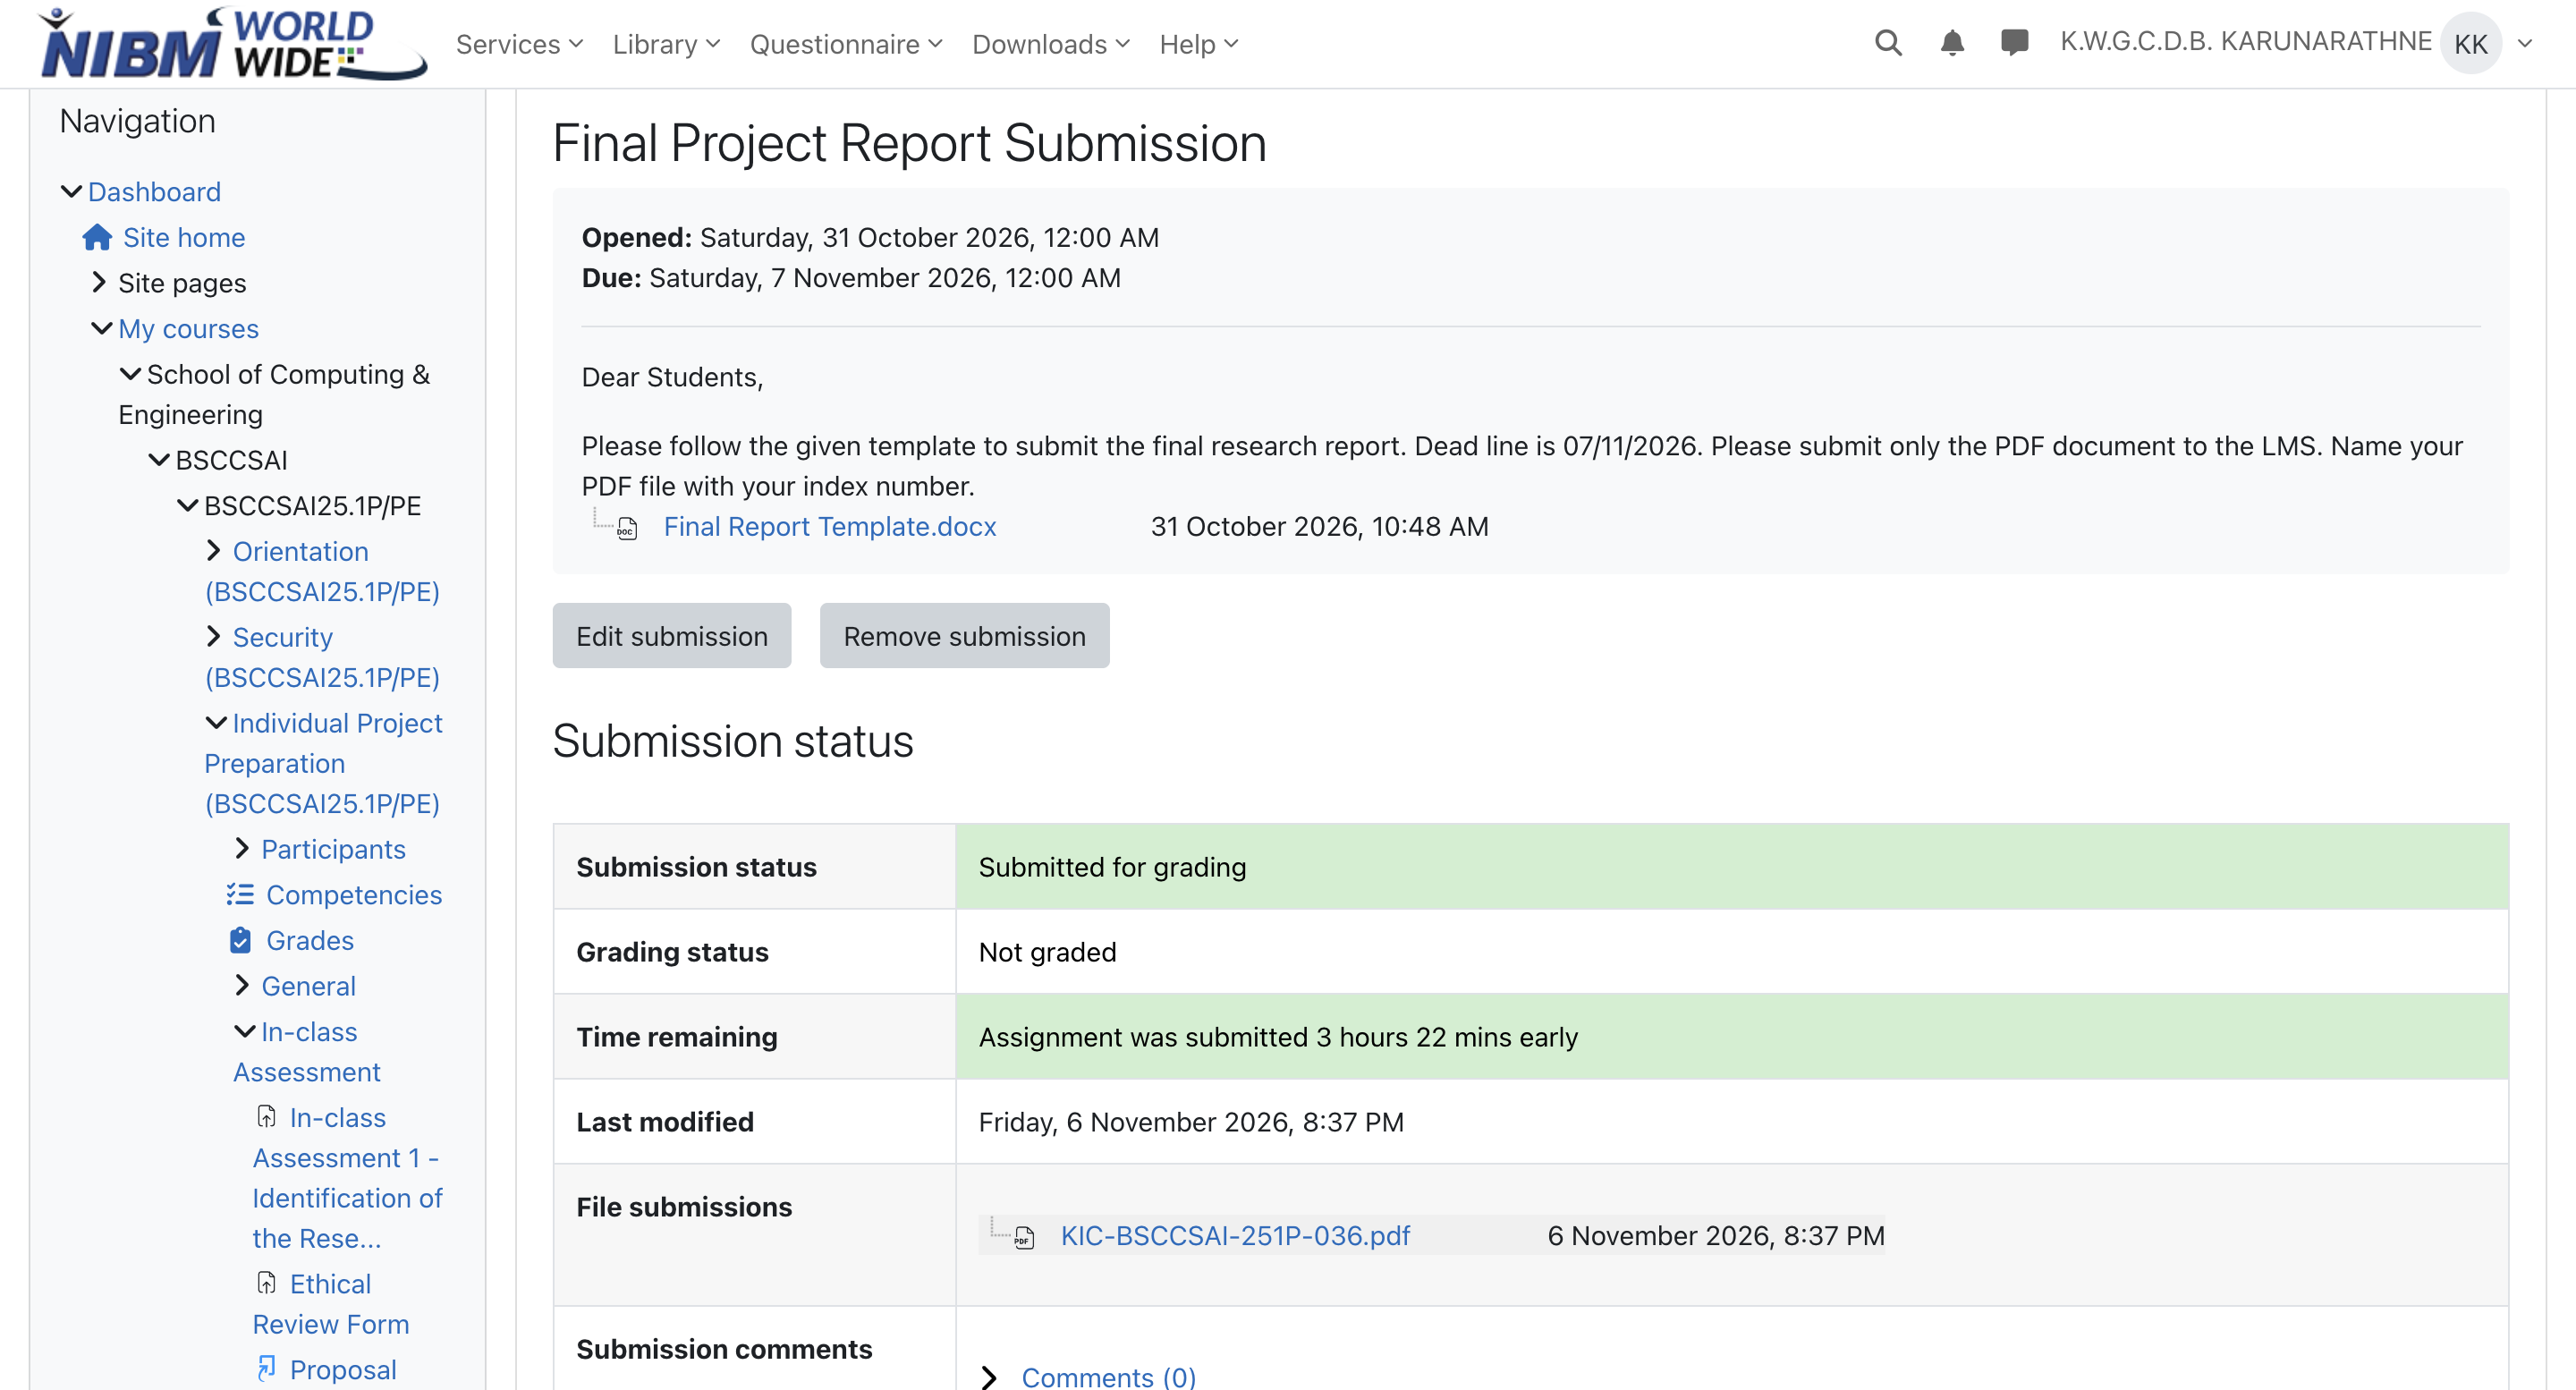 NIBM WORLD WIDE
Services Library Questionnaire Downloads Help
K.W.G.C.D.B. KARUNARATHNE KK
Navigation
Dashboard
Site home
Site pages
My courses
School of Computing &
Engineering
BSCCSAI
BSCCSAI25.1P/PE
Orientation
(BSCCSAI25.1P/PE)
Security
(BSCCSAI25.1P/PE)
Individual Project
Preparation
(BSCCSAI25.1P/PE)
Participants
Competencies
Grades
General
In-class
Assessment
In-class
Assessment 1 -
Identification of
the Rese...
Ethical
Review Form
Proposal
Final Project Report Submission
Opened: Saturday, 31 October 2026, 12:00 AM
Due: Saturday, 7 November 2026, 12:00 AM
Dear Students,
Please follow the given template to submit the final research report. Dead line is 07/11/2026. Please submit only the PDF document to the LMS. Name your
PDF file with your index number.
DOC Final Report Template.docx 31 October 2026, 10:48 AM
Edit submission Remove submission
Submission status
Submission status Submitted for grading
Grading status Not graded
Time remaining Assignment was submitted 3 hours 22 mins early
Last modified Friday, 6 November 2026, 8:37 PM
File submissions
PDF KIC-BSCCSAI-251P-036.pdf 6 November 2026, 8:37 PM
Submission comments
Comments (0)